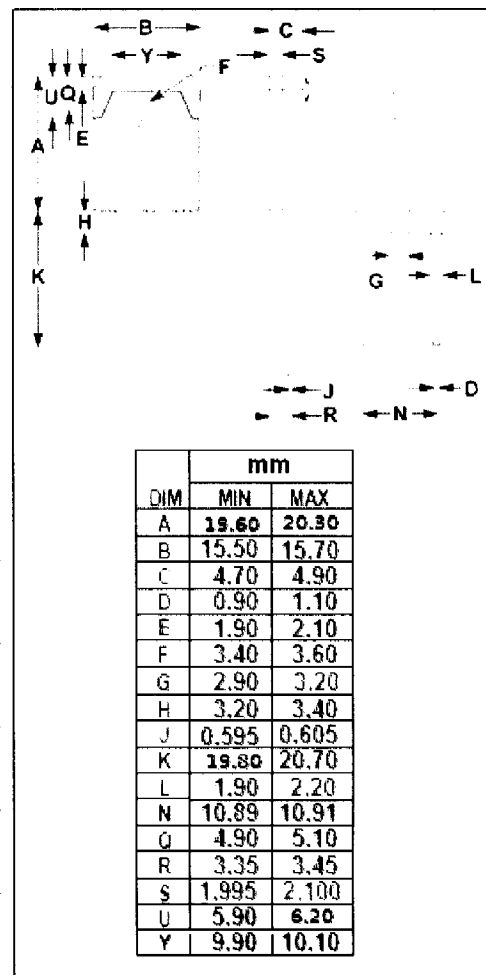 B
C
Y
F
S
U Q
E
A
H
K
G
L
J
D
R
N
mm
DIM MIN MAX
A 19.60 20.30
B 15.50 15.70
C 4.70 4.90
D 0.90 1.10
E 1.90 2.10
F 3.40 3.60
G 2.90 3.20
H 3.20 3.40
J 0.595 0.605
K 19.80 20.70
L 1.90 2.20
N 10.89 10.91
Q 4.90 5.10
R 3.35 3.45
S 1.995 2.100
U 5.90 6.20
Y 9.90 10.10